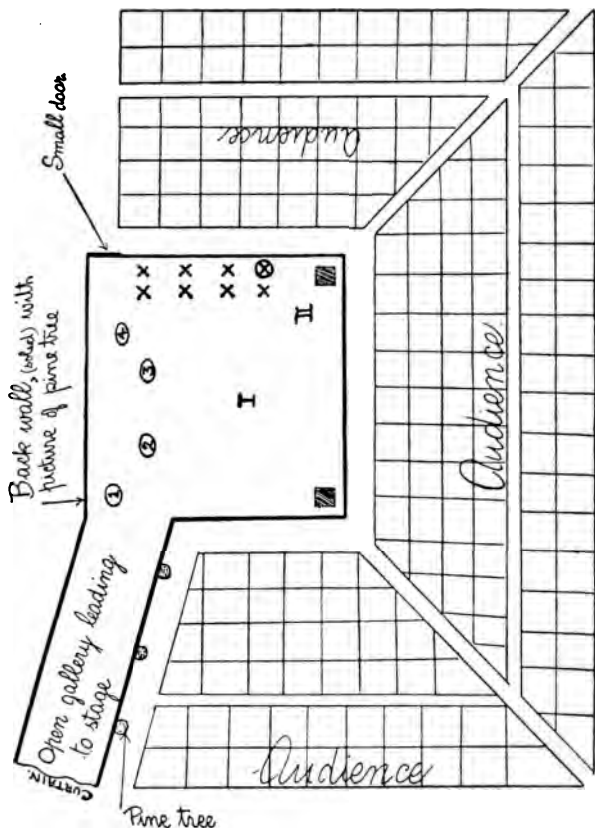 Small door
Back wall, (solid) with
picture of pine tree
Audience
4
3
2
1
I
II
Audience
Open gallery leading
to stage
CURTAIN
Audience
Pine tree